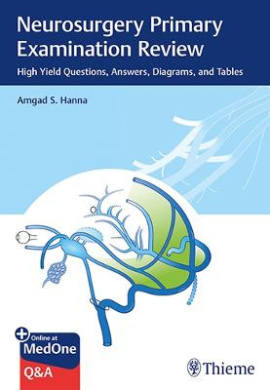 Neurosurgery Primary
Examination Review
High Yield Questions, Answers, Diagrams, and Tables
Amgad S. Hanna
+ Online at
MedOne
Q&A
Thieme